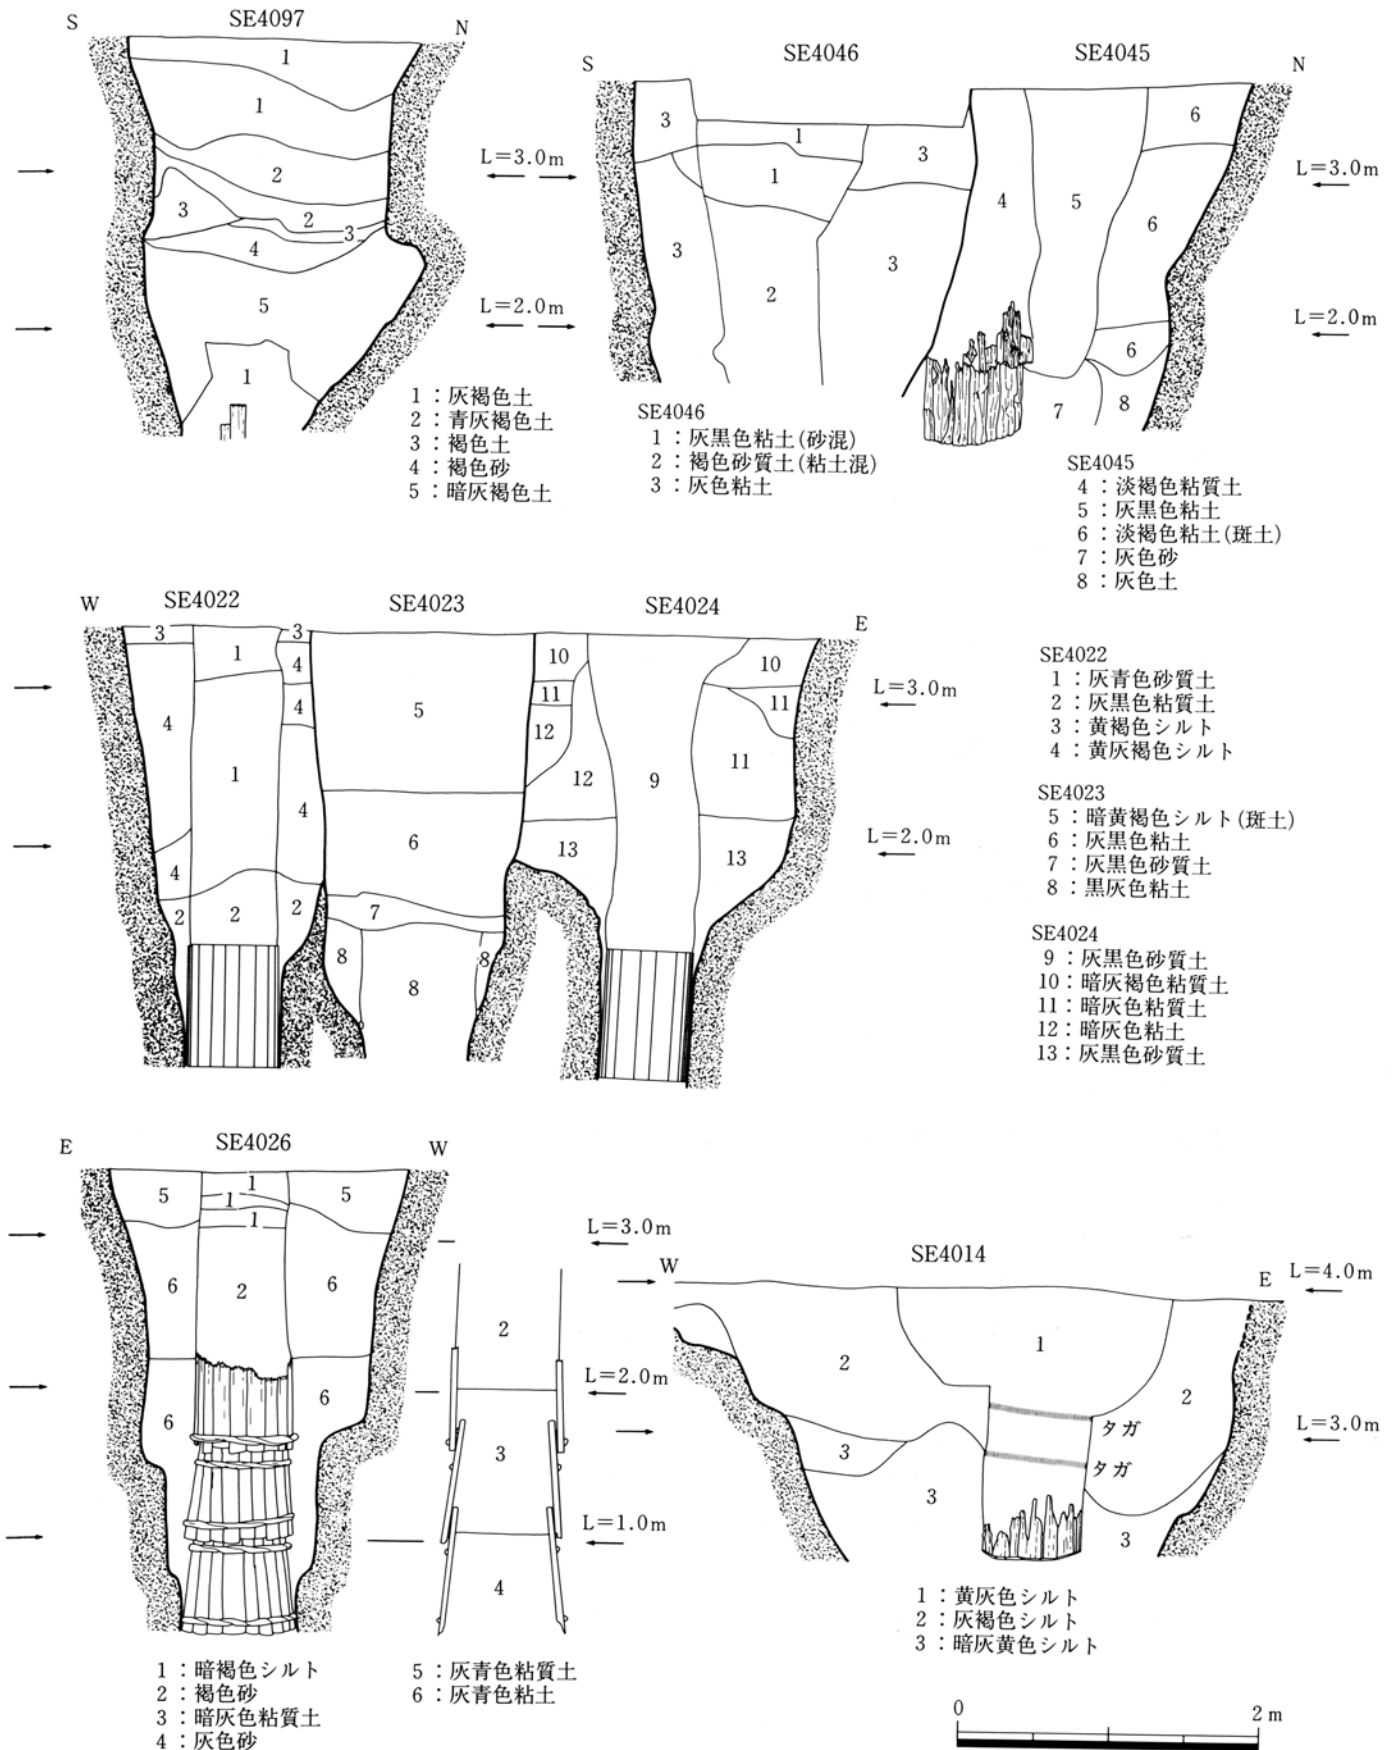 SE4097
S
N
1
1
2
3
2
3
4
5
1
L=3.0m
L=2.0m
1：灰褐色土
2：青灰褐色土
3：褐色土
4：褐色砂
5：暗灰褐色土
SE4046
SE4045
S
N
3
1
1
3
3
2
3
4
5
6
6
6
7
8
L=3.0m
L=2.0m
SE4046
1：灰黒色粘土(砂混)
2：褐色砂質土(粘土混)
3：灰色粘土
SE4045
4：淡褐色粘質土
5：灰黒色粘土
6：淡褐色粘土(斑土)
7：灰色砂
8：灰色土
W
SE4022
SE4023
SE4024
E
3
1
3
4
4
4
1
4
4
2
2
2
5
6
7
8
8
8
10
11
12
12
13
9
10
11
11
13
L=3.0m
L=2.0m
SE4022
1：灰青色砂質土
2：灰黒色粘質土
3：黄褐色シルト
4：黄灰褐色シルト
SE4023
5：暗黄褐色シルト(斑土)
6：灰黒色粘土
7：灰黒色砂質土
8：黒灰色粘土
SE4024
9：灰黒色砂質土
10：暗灰褐色粘質土
11：暗灰色粘質土
12：暗灰色粘土
13：灰黒色砂質土
E
SE4026
W
5
1
1
1
5
6
2
6
6
6
2
3
4
L=3.0m
L=2.0m
L=1.0m
1：暗褐色シルト
2：褐色砂
3：暗灰色粘質土
4：灰色砂
5：灰青色粘質土
6：灰青色粘土
SE4014
W
E
L=4.0m
L=3.0m
1
2
2
タガ
タガ
3
3
3
1：黄灰色シルト
2：灰褐色シルト
3：暗灰黄色シルト
0
2m